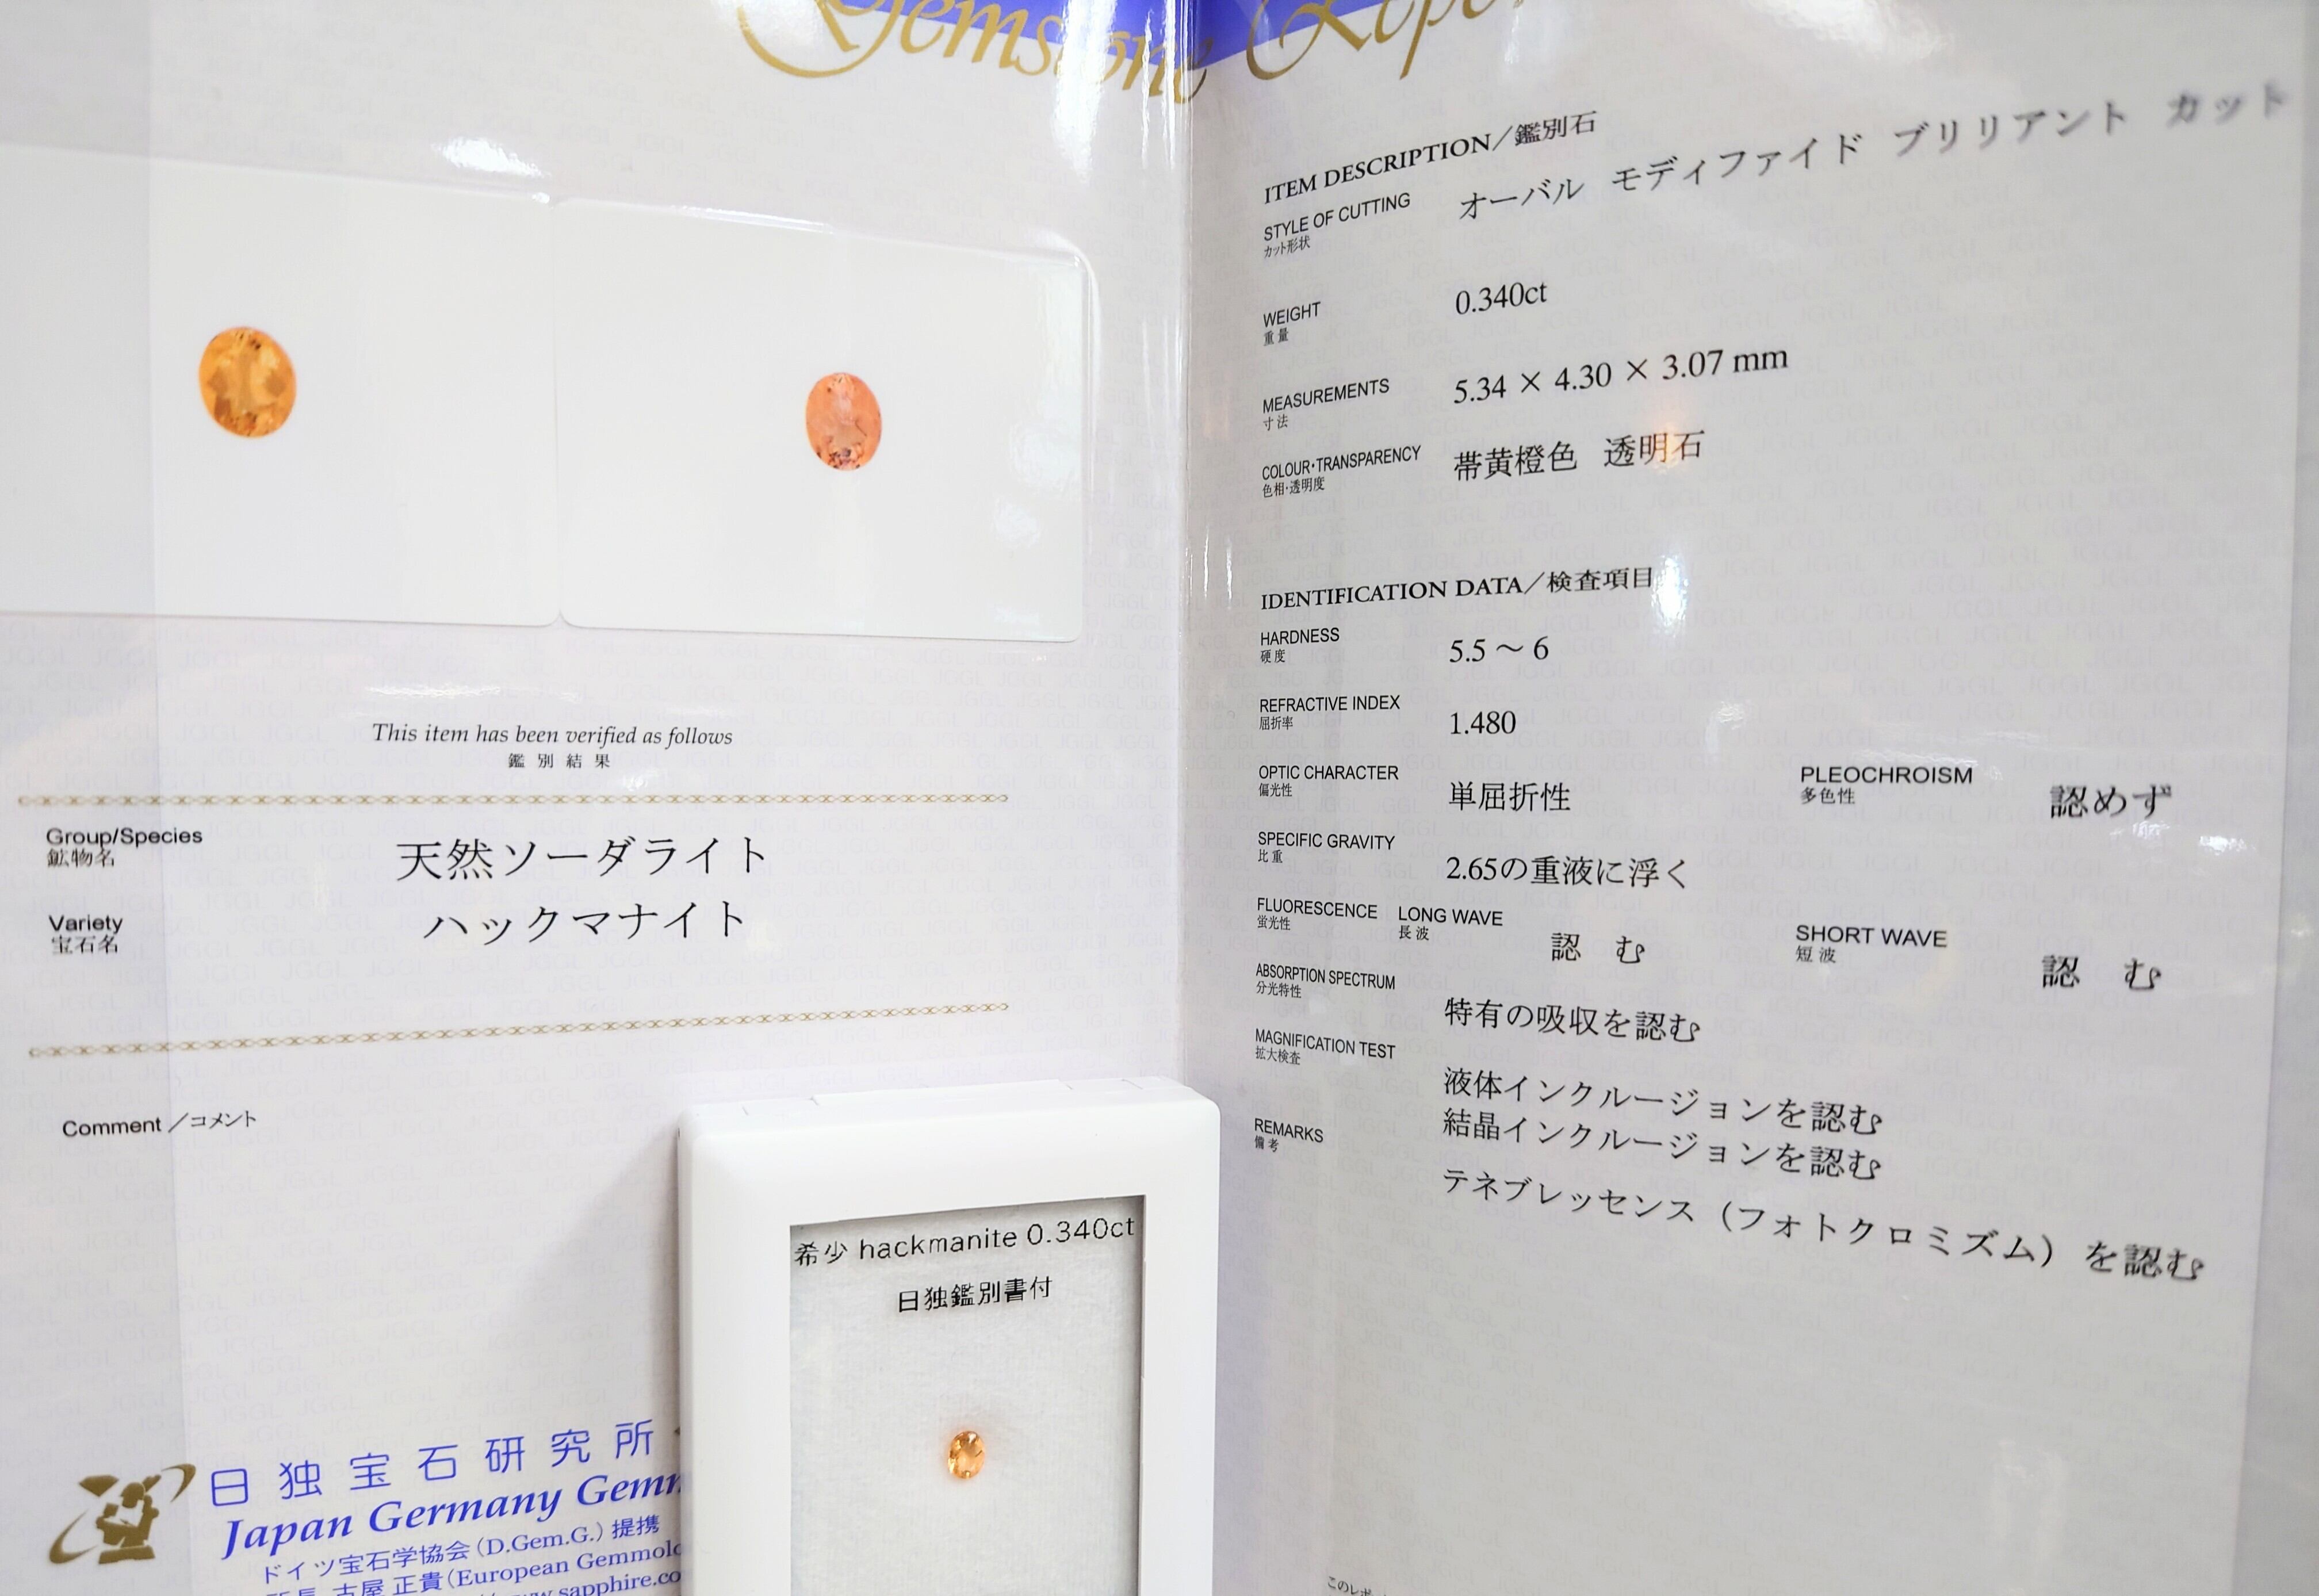 Gemstone
ITEM DESCRIPTION／鑑別石
STYLE OF CUTTING オーバル モディファイド ブリリアント カット
カット形状
WEIGHT 0.340ct
重量
MEASUREMENTS 5.34 × 4.30 × 3.07 mm
寸法
COLOUR・TRANSPARENCY 帯黄橙色 透明石
色相・透明度
IDENTIFICATION DATA／検査項目
HARDNESS 5.5 ～ 6
硬度
REFRACTIVE INDEX 1.480
屈折率
OPTIC CHARACTER 単屈折性 PLEOCHROISM 認めず
偏光性 多色性
SPECIFIC GRAVITY 2.65の重液に浮く
比重
FLUORESCENCE LONG WAVE 認 む SHORT WAVE 認 む
蛍光性 長波 短波
ABSORPTION SPECTRUM 特有の吸収を認む
分光特性
MAGNIFICATION TEST 液体インクルージョンを認む
拡大検査 結晶インクルージョンを認む
REMARKS テネブレッセンス（フォトクロミズム）を認む
備考
This item has been verified as follows
鑑別結果
Group/Species 天然ソーダライト
鉱物名
Variety ハックマナイト
宝石名
Comment／コメント
希少 hackmanite 0.340ct
日独鑑別書付
日独宝石研究所
Japan Germany
ドイツ宝石学協会（D.Gem.G.）提携
古屋 正貴（European
このレポ